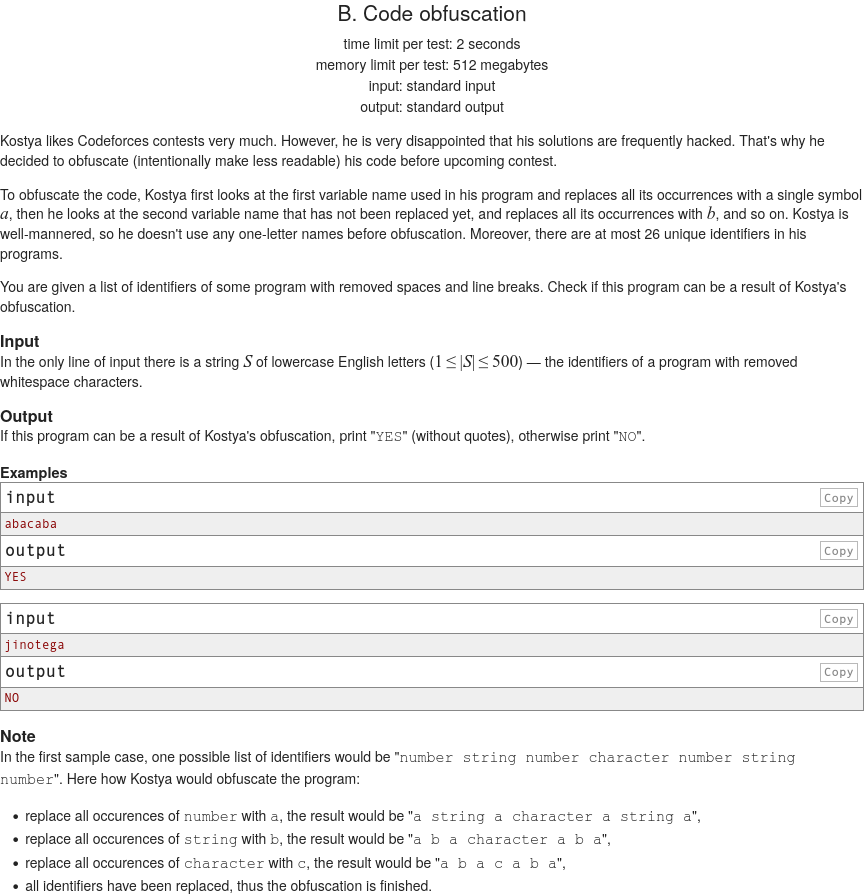 B. Code obfuscation
time limit per test: 2 seconds
memory limit per test: 512 megabytes
input: standard input
output: standard output
Kostya likes Codeforces contests very much. However, he is very disappointed that his solutions are frequently hacked. That's why he
decided to obfuscate (intentionally make less readable) his code before upcoming contest.
To obfuscate the code, Kostya first looks at the first variable name used in his program and replaces all its occurrences with a single symbol
a, then he looks at the second variable name that has not been replaced yet, and replaces all its occurrences with b, and so on. Kostya is
well-mannered, so he doesn't use any one-letter names before obfuscation. Moreover, there are at most 26 unique identifiers in his
programs.
You are given a list of identifiers of some program with removed spaces and line breaks. Check if this program can be a result of Kostya's
obfuscation.
Input
In the only line of input there is a string S of lowercase English letters (1 ≤ |S| ≤ 500) — the identifiers of a program with removed
whitespace characters.
Output
If this program can be a result of Kostya's obfuscation, print "YES" (without quotes), otherwise print "NO".
Examples
input Copy
abacaba
output Copy
YES
input Copy
jinotega
output Copy
NO
Note
In the first sample case, one possible list of identifiers would be "number string number character number string
number". Here how Kostya would obfuscate the program:
• replace all occurences of number with a, the result would be "a string a character a string a",
• replace all occurences of string with b, the result would be "a b a character a b a",
• replace all occurences of character with c, the result would be "a b a c a b a",
• all identifiers have been replaced, thus the obfuscation is finished.